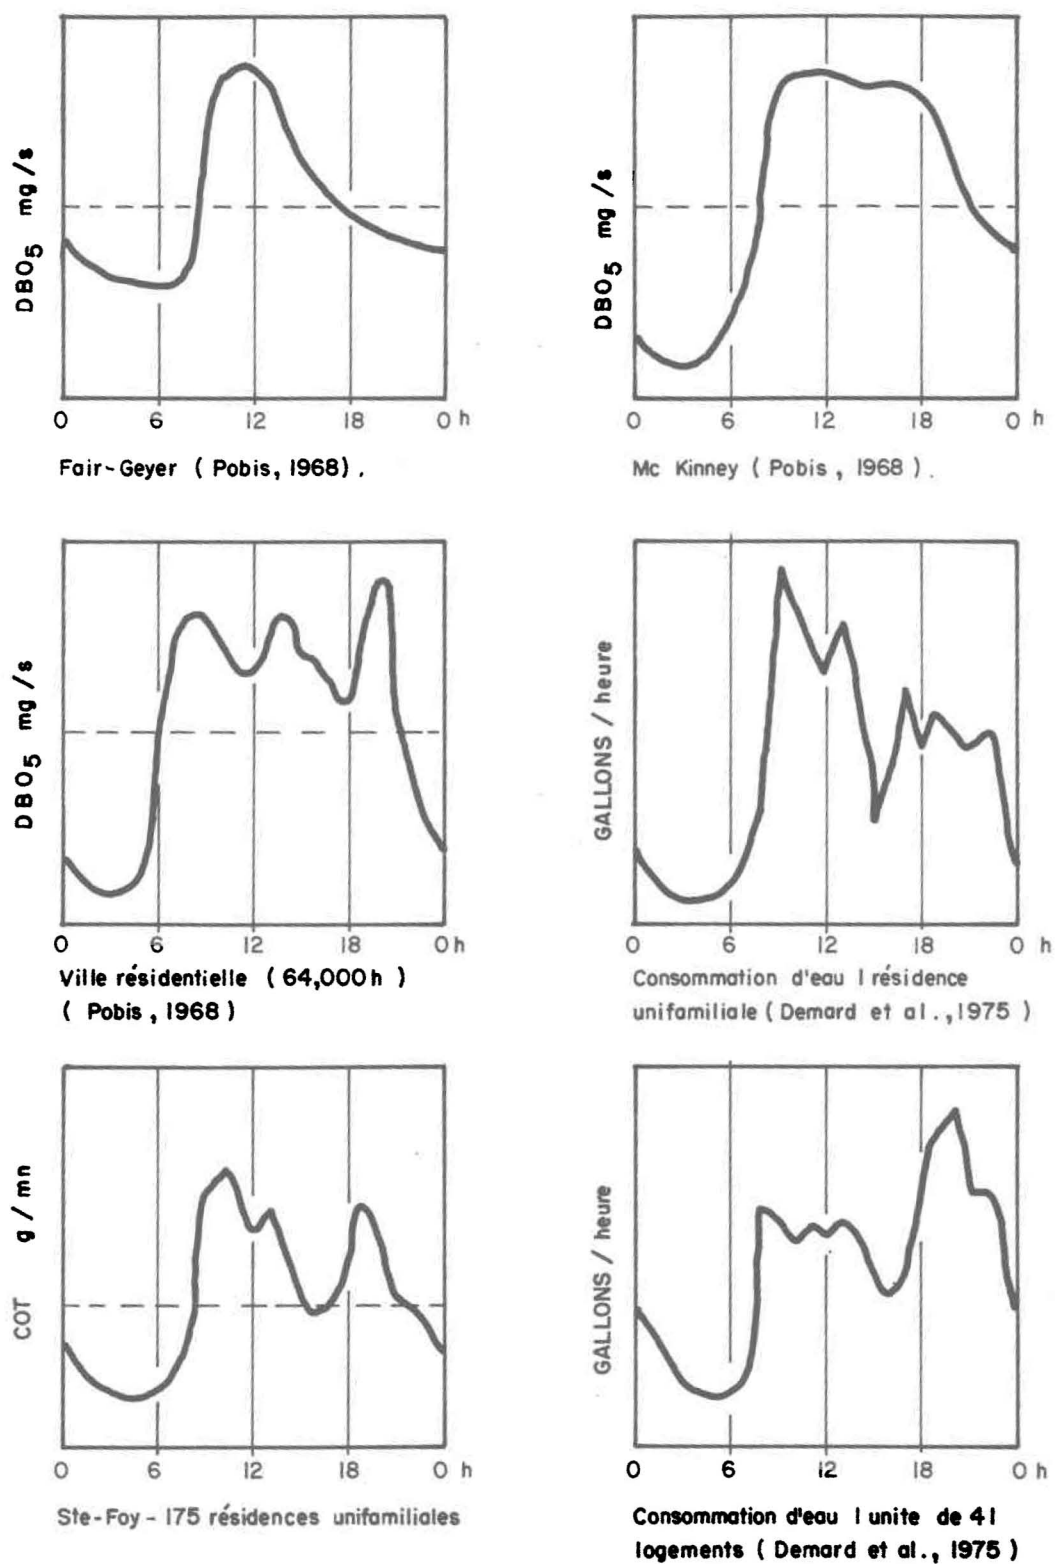 DBO5 mg/s
0 6 12 18 0 h
Fair-Geyer ( Pobis, 1968) .
DBO5 mg/s
0 6 12 18 0 h
Mc Kinney ( Pobis , 1968 ) .
DBO5 mg/s
0 6 12 18 0 h
Ville résidentielle ( 64,000 h )
( Pobis , 1968 )
GALLONS / heure
0 6 12 18 0 h
Consommation d'eau 1 résidence
unifamiliale ( Demard et al . , 1975 )
COT g / mn
0 6 12 18 0 h
Ste-Foy - 175 résidences unifamiliales
GALLONS / heure
0 6 12 18 0 h
Consommation d'eau 1 unite de 41
logements ( Demard et al . , 1975 )